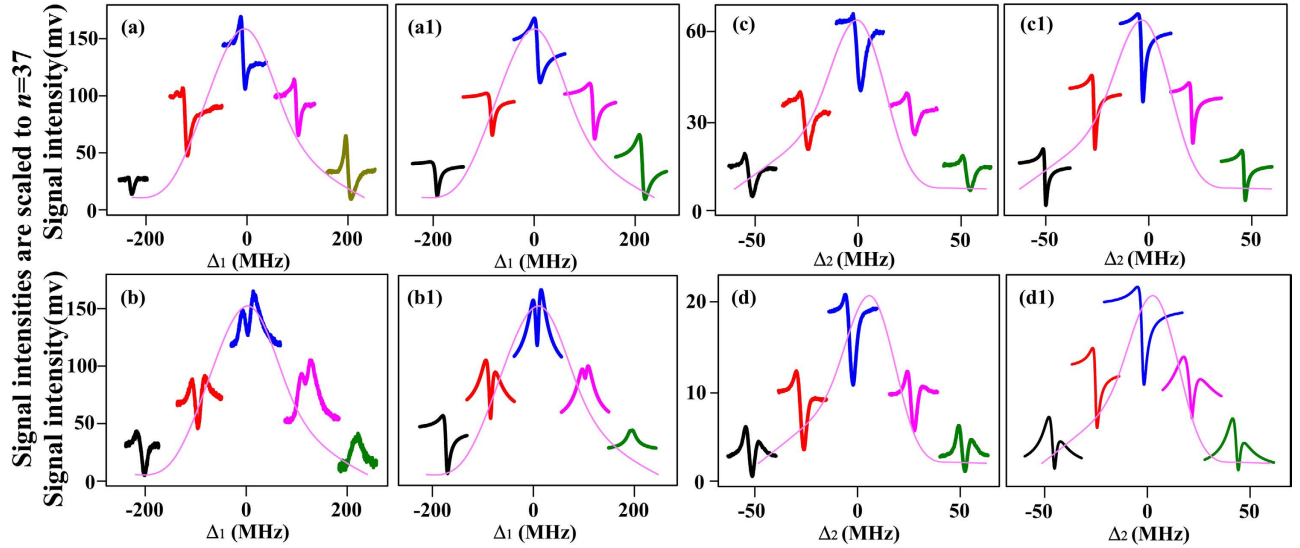 Signal intensities are scaled to n=37
Signal intensity(mv)
Signal intensity(mv)
(a)
150
100
50
0
-200
0
200
Δ1 (MHz)
(a1)
-200
0
200
Δ1 (MHz)
(c)
60
30
0
-50
0
50
Δ2 (MHz)
(c1)
-50
0
50
Δ2 (MHz)
(b)
150
100
50
0
-200
0
200
Δ1 (MHz)
(b1)
-200
0
200
Δ1 (MHz)
(d)
20
10
0
-50
0
50
Δ2 (MHz)
(d1)
-50
0
50
Δ2 (MHz)